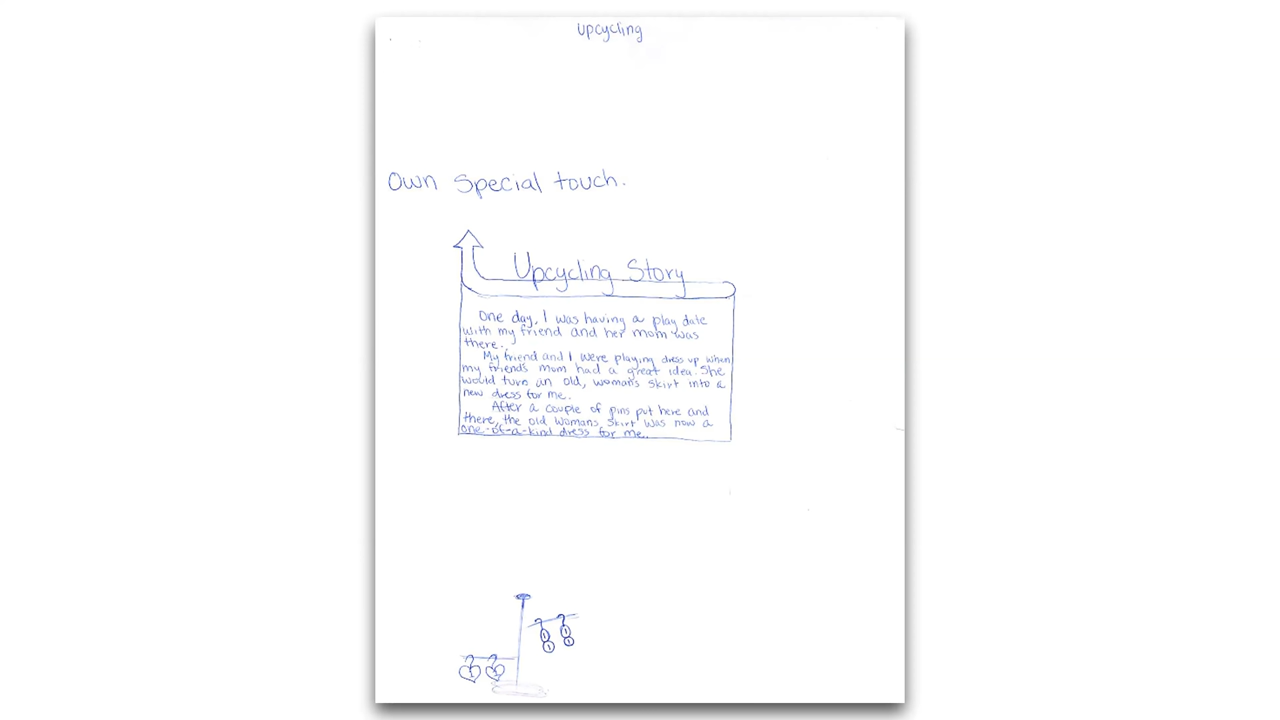 Upcycling
Own Special touch.
Upcycling Story
One day, I was having a play date
with my friend and her mom was
there.
My friend and I were playing dress up when
my friends mom had a great idea. She
would turn an old, woman's skirt into a
new dress for me.
After a couple of pins put here and
there, the old womans skirt was now a
one-of-a-kind dress for me.